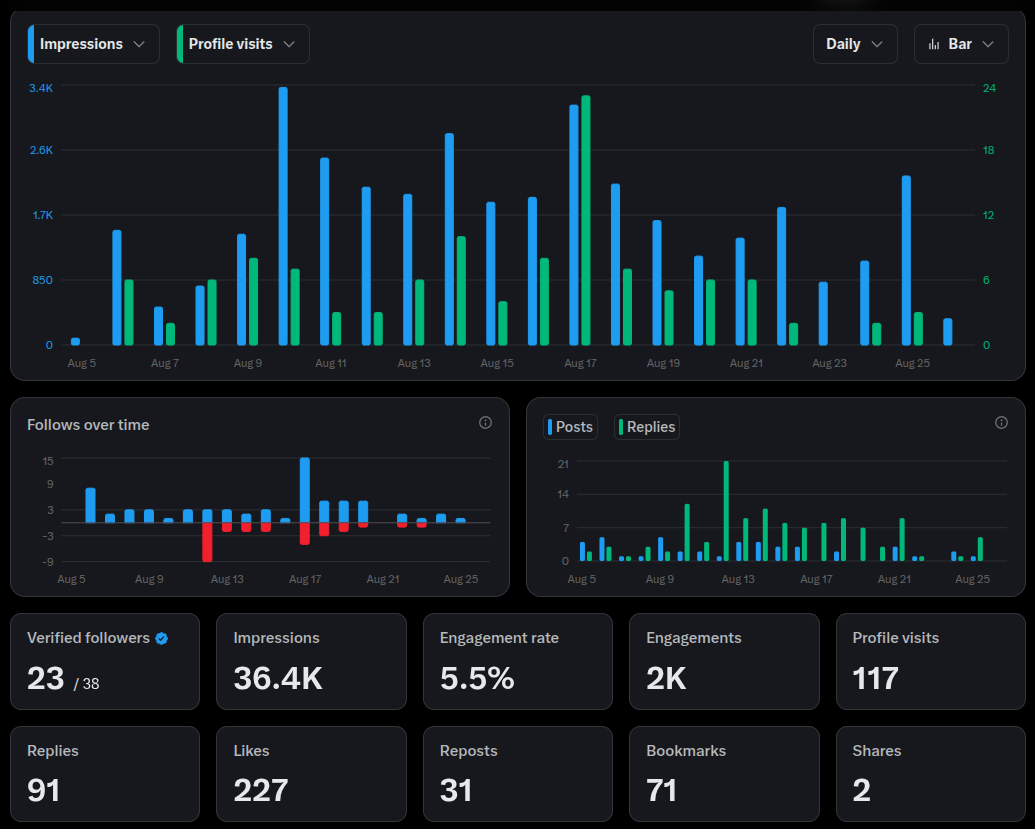 Impressions
Profile visits
Daily
Bar
3.4K
24
2.6K
18
1.7K
12
850
6
0
0
Aug 5 Aug 7 Aug 9 Aug 11 Aug 13 Aug 15 Aug 17 Aug 19 Aug 21 Aug 23 Aug 25
Follows over time
15
9
3
-3
-9
Aug 5 Aug 9 Aug 13 Aug 17 Aug 21 Aug 25
Posts
Replies
21
14
7
0
Aug 5 Aug 9 Aug 13 Aug 17 Aug 21 Aug 25
Verified followers
23 / 38
Impressions
36.4K
Engagement rate
5.5%
Engagements
2K
Profile visits
117
Replies
91
Likes
227
Reposts
31
Bookmarks
71
Shares
2